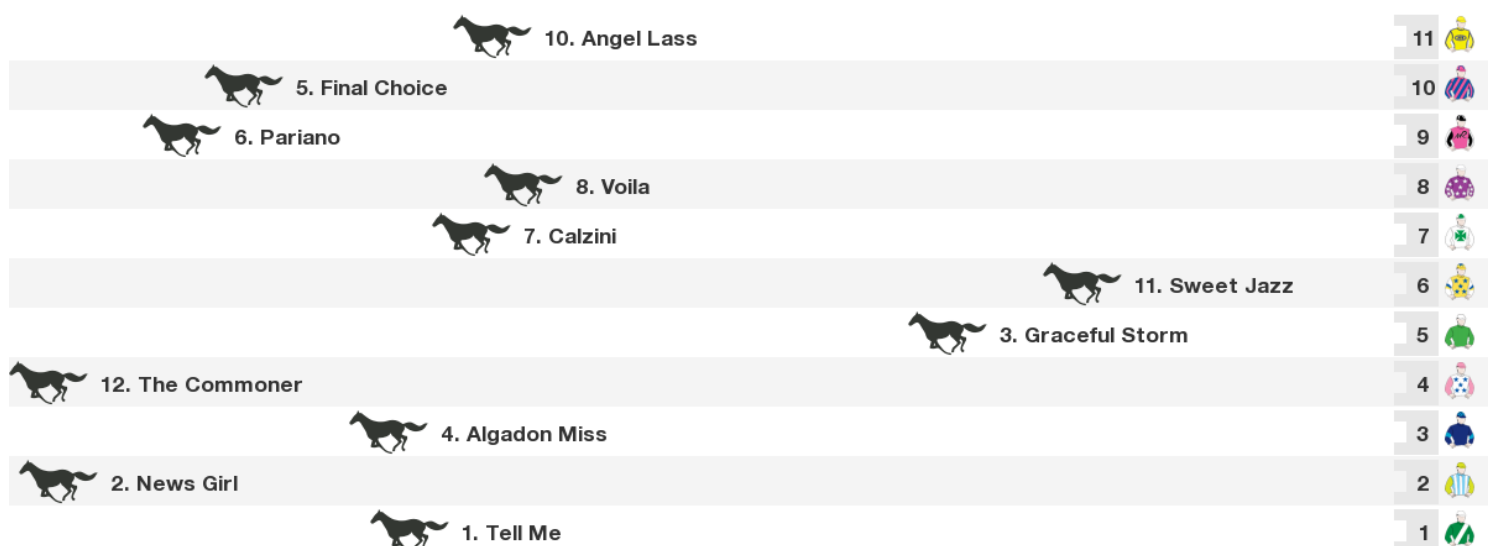 10. Angel Lass 11
5. Final Choice 10
6. Pariano 9
8. Voila 8
7. Calzini 7
11. Sweet Jazz 6
3. Graceful Storm 5
12. The Commoner 4
4. Algadon Miss 3
2. News Girl 2
1. Tell Me 1